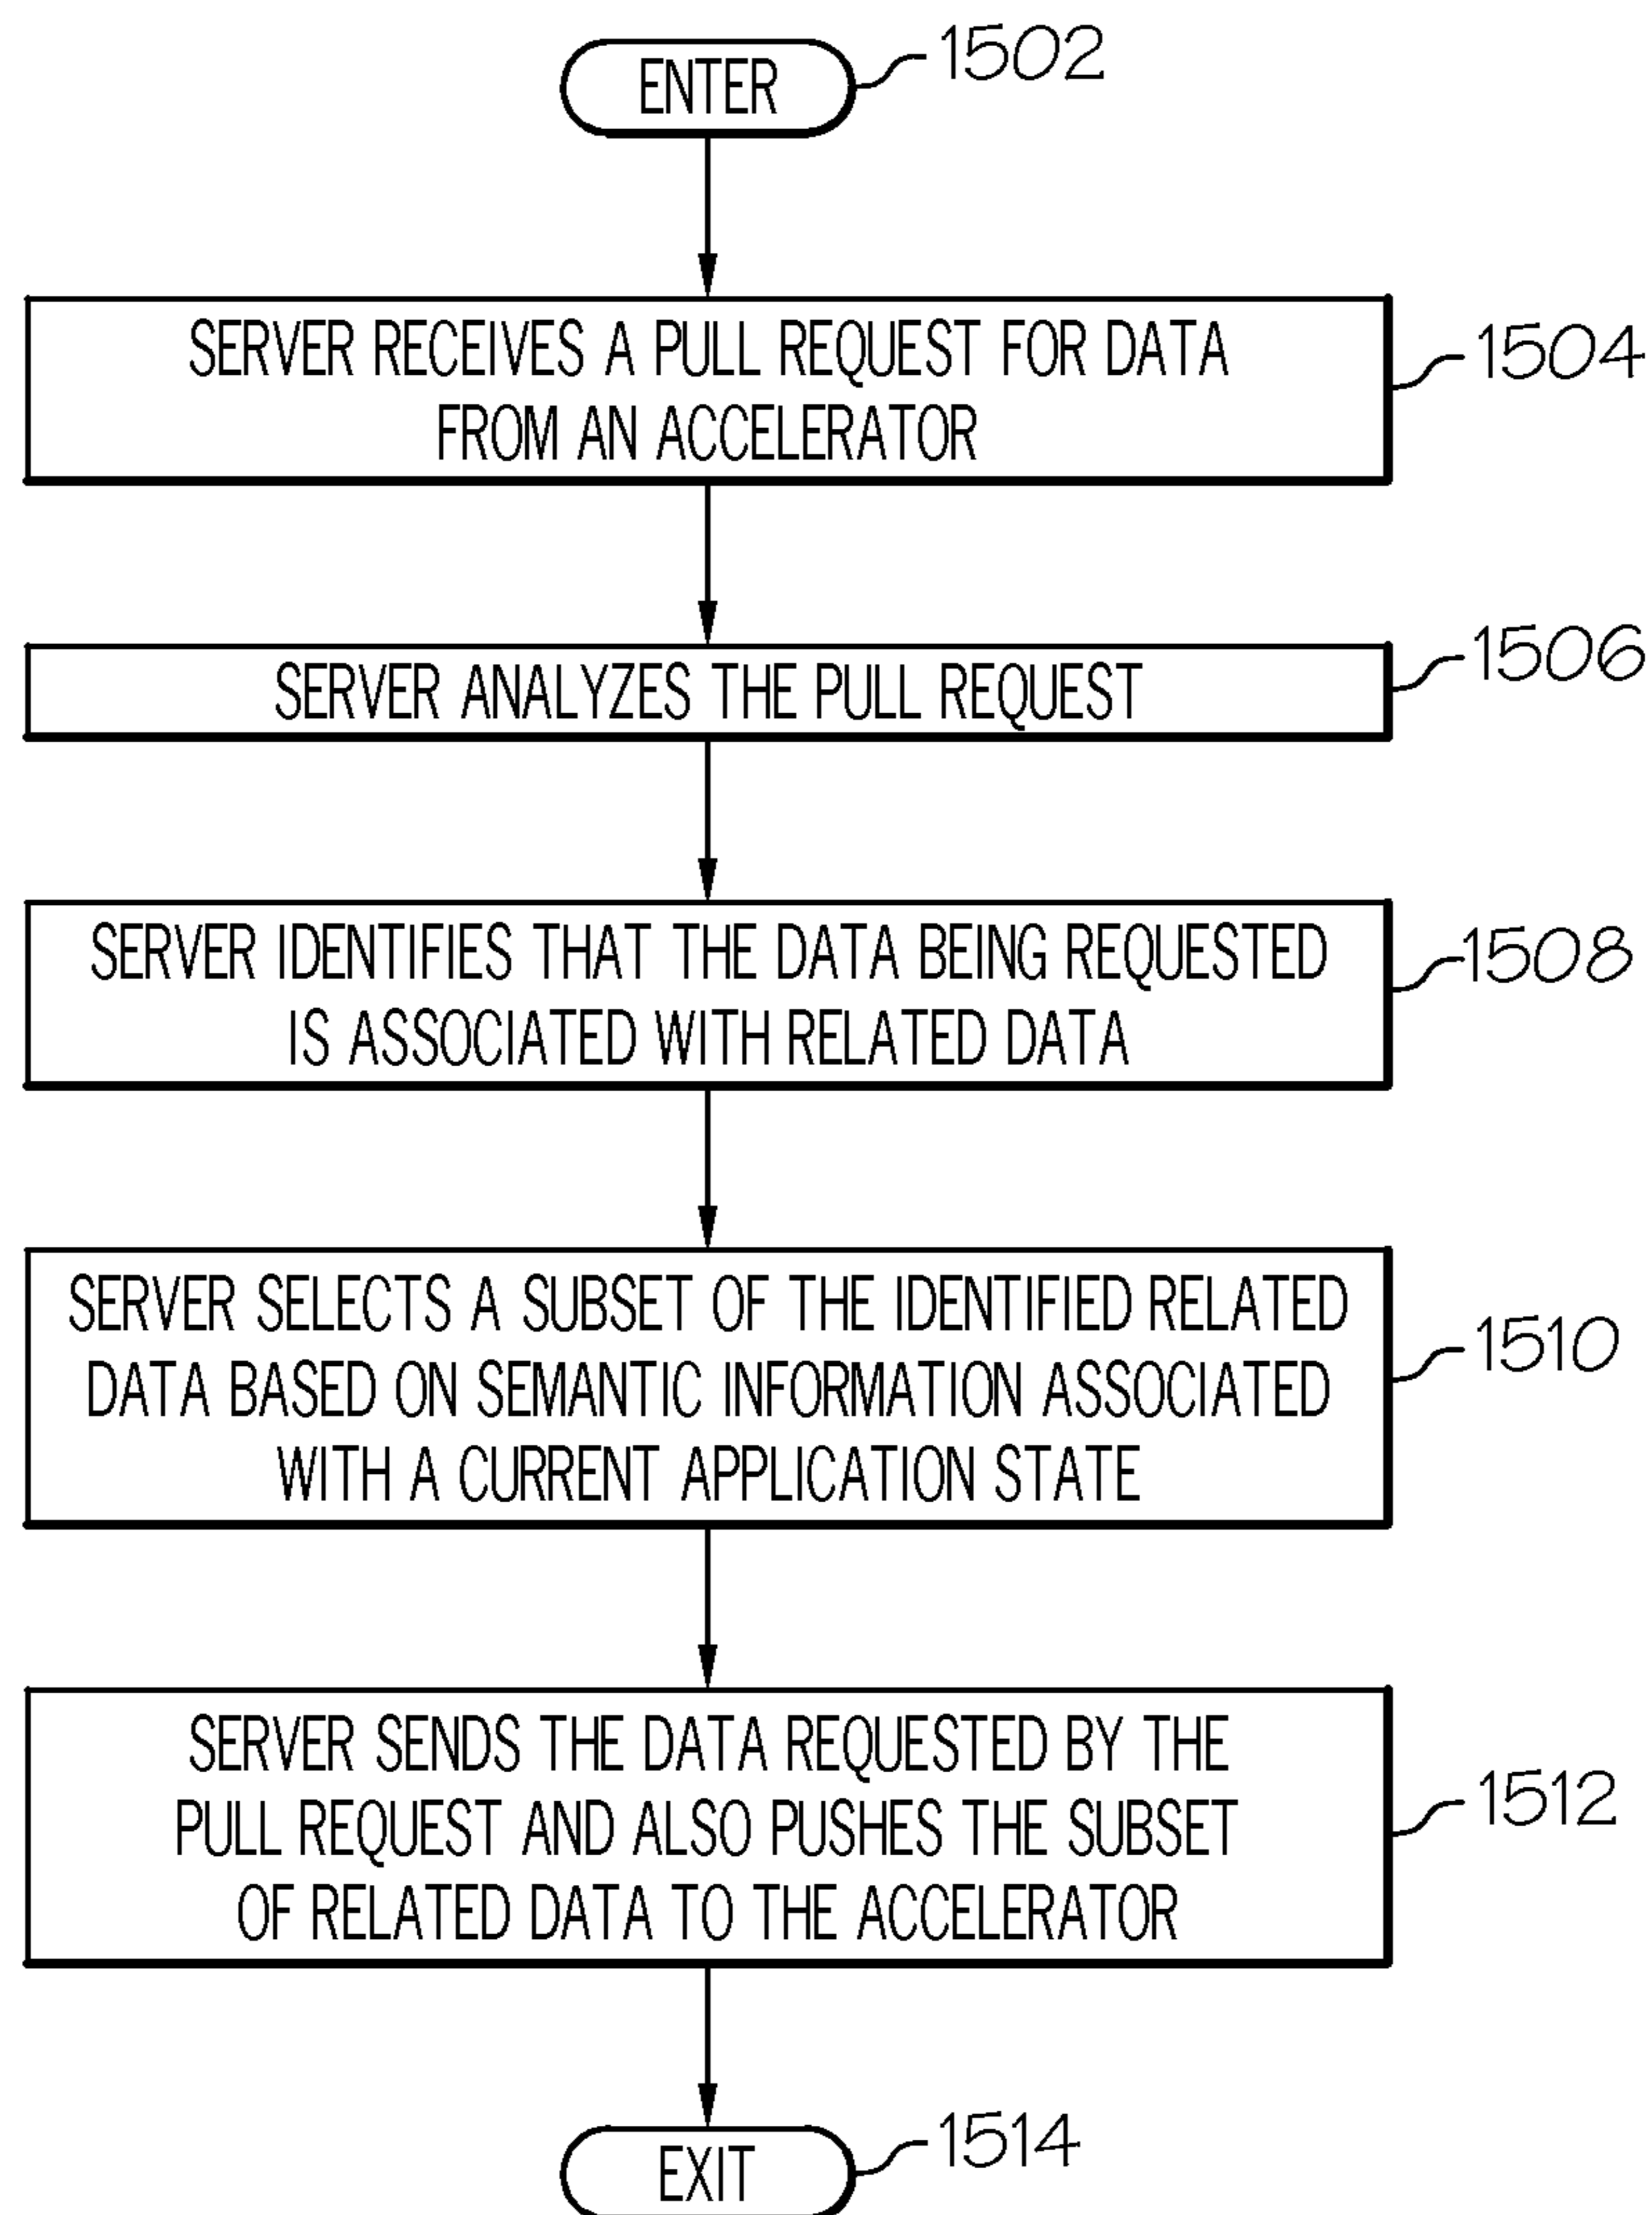 ENTER
1502
SERVER RECEIVES A PULL REQUEST FOR DATA
FROM AN ACCELERATOR
1504
SERVER ANALYZES THE PULL REQUEST
1506
SERVER IDENTIFIES THAT THE DATA BEING REQUESTED
IS ASSOCIATED WITH RELATED DATA
1508
SERVER SELECTS A SUBSET OF THE IDENTIFIED RELATED
DATA BASED ON SEMANTIC INFORMATION ASSOCIATED
WITH A CURRENT APPLICATION STATE
1510
SERVER SENDS THE DATA REQUESTED BY THE
PULL REQUEST AND ALSO PUSHES THE SUBSET
OF RELATED DATA TO THE ACCELERATOR
1512
EXIT
1514